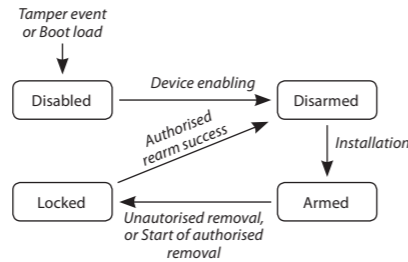 Tamper event
or Boot load
Device enabling
Disabled
Disarmed
Authorised
rearm success
Installation
Locked
Armed
Unautorised removal,
or Start of authorised
removal